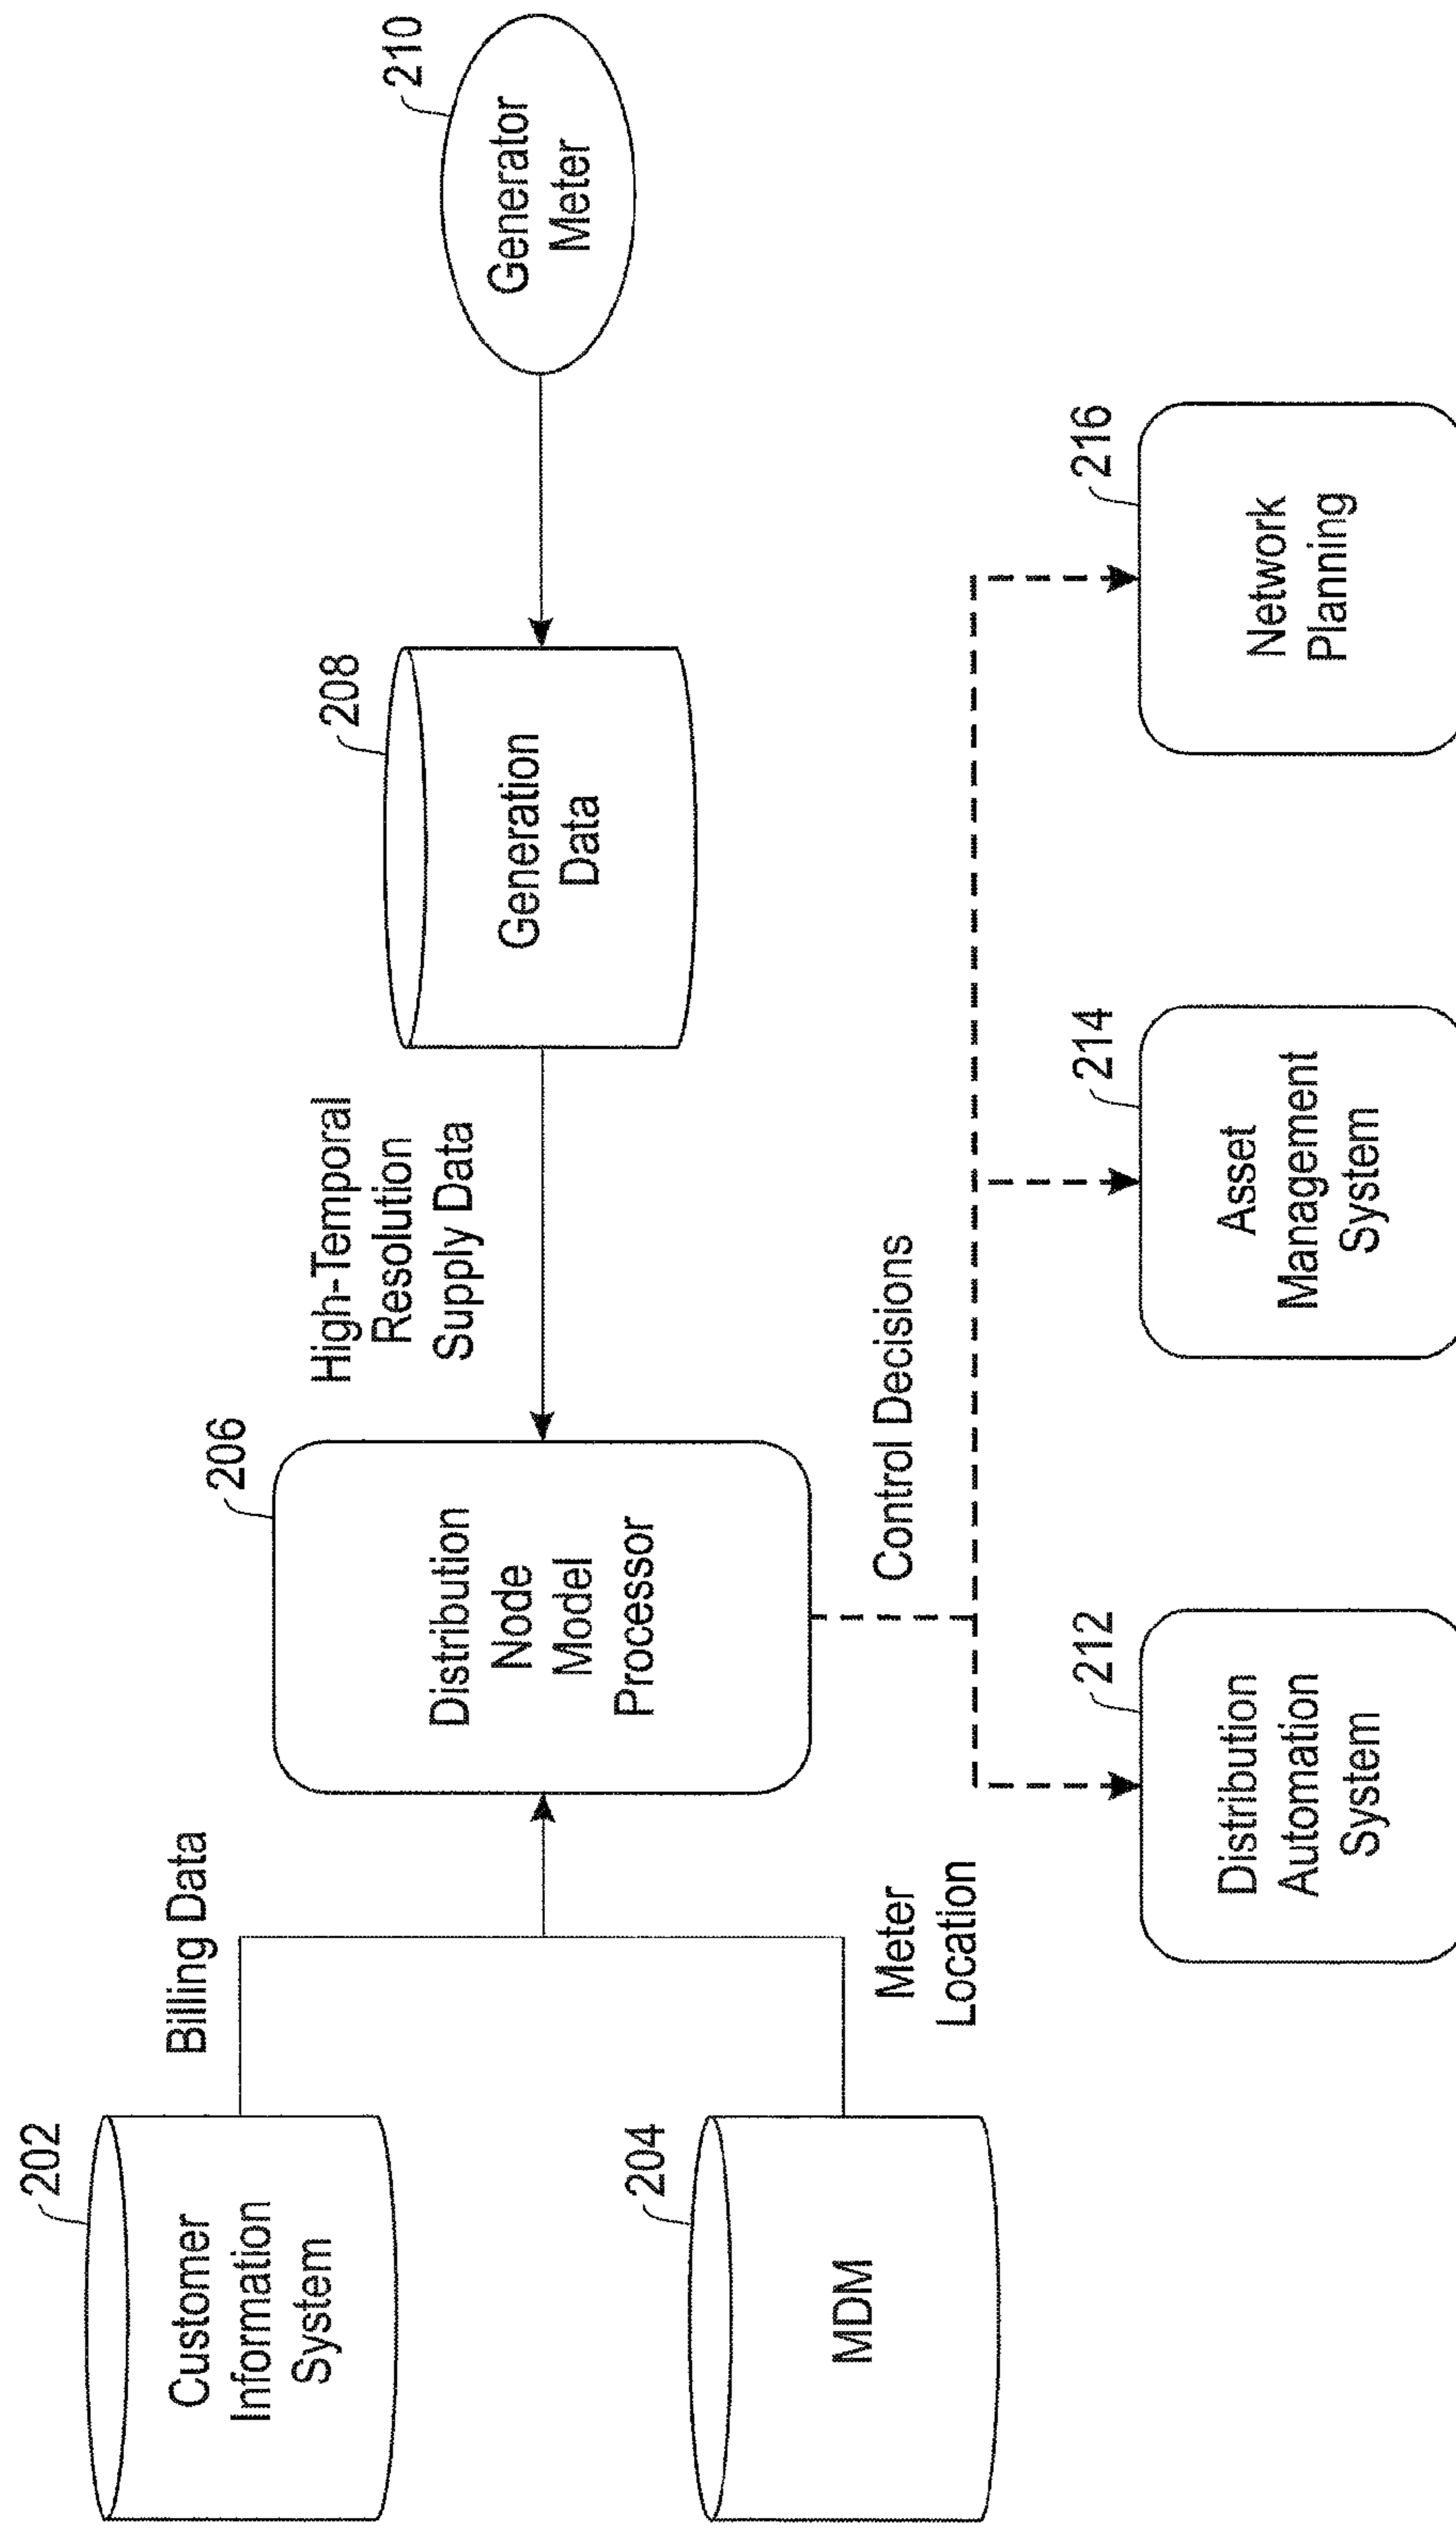 202
Customer
Information
System
Billing Data
204
MDM
Meter
Location
206
Distribution
Node
Model
Processor
High-Temporal
Resolution
Supply Data
208
Generation
Data
210
Generator
Meter
Control Decisions
212
Distribution
Automation
System
214
Asset
Management
System
216
Network
Planning